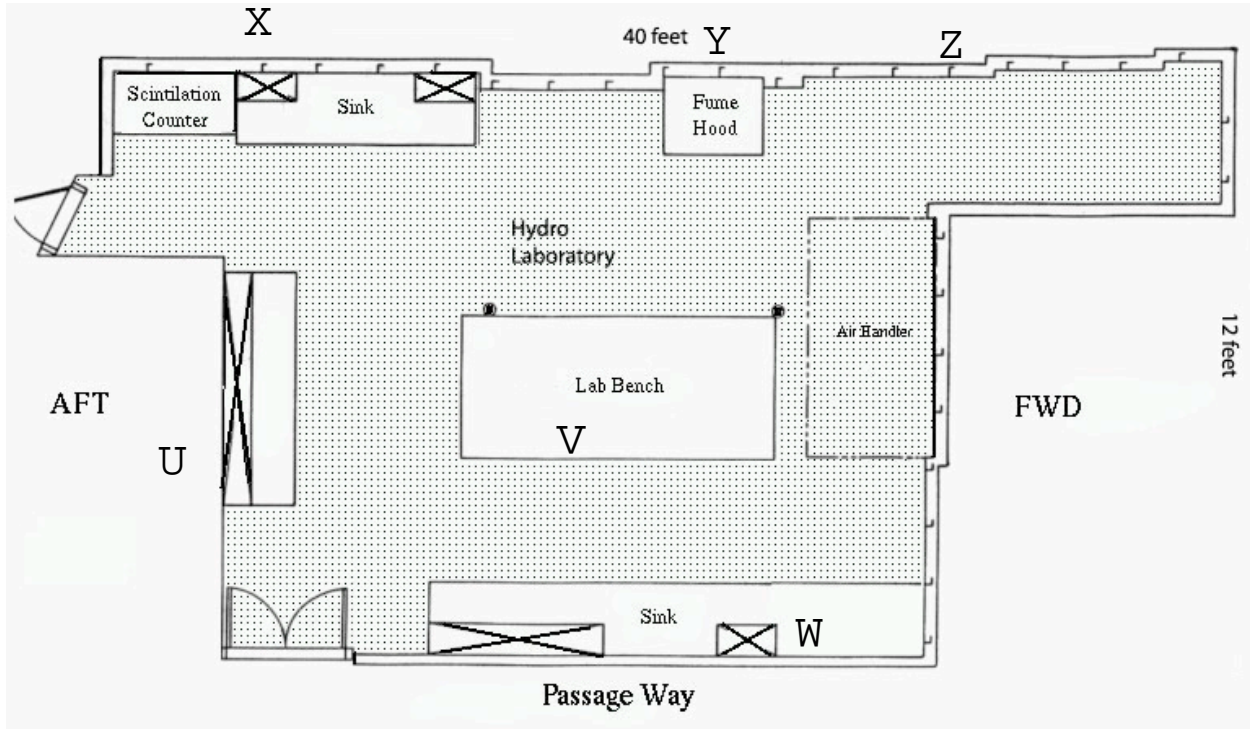 X
40 feet
Y
Z
Scintilation
Counter
Sink
Fume
Hood
Hydro
Laboratory
Air Handler
12 feet
Lab Bench
AFT
FWD
V
U
Sink
W
Passage Way